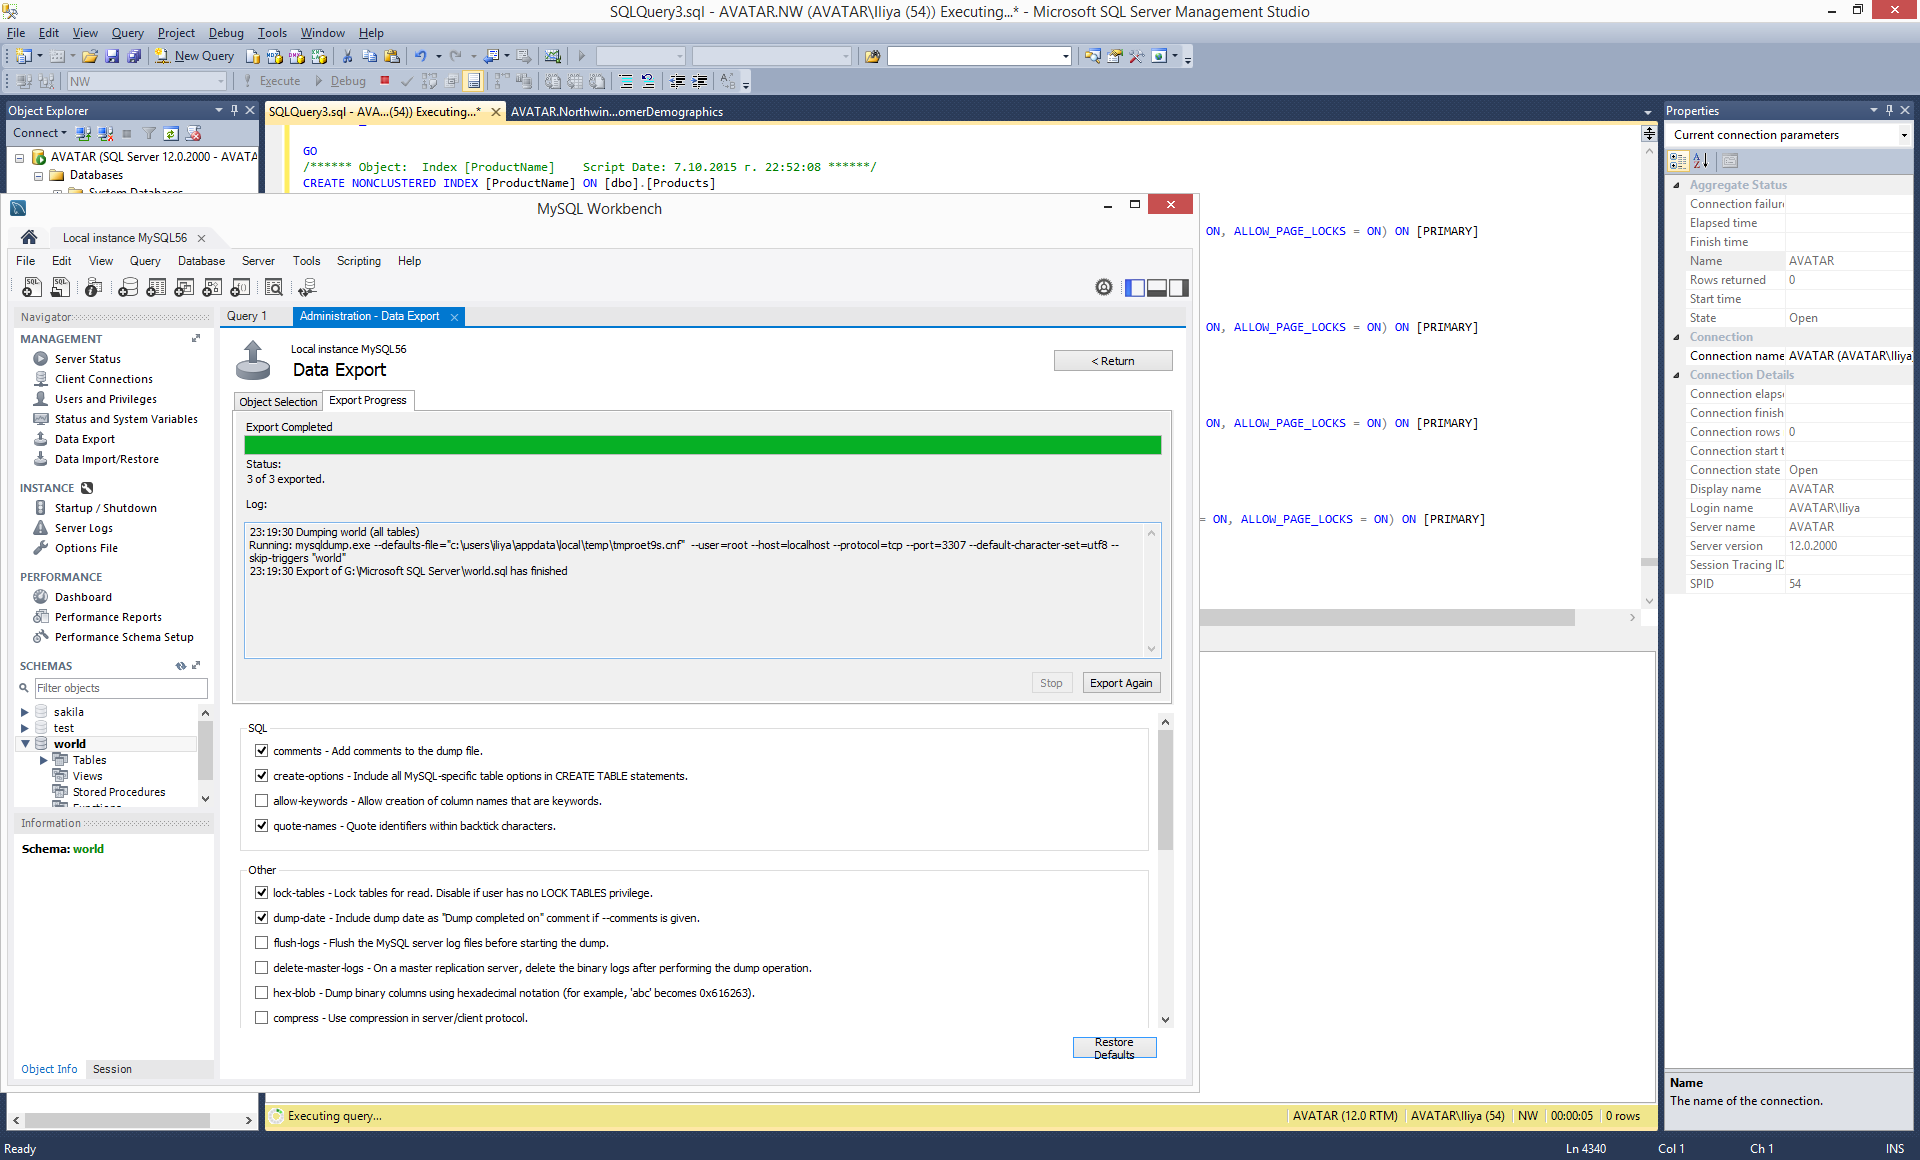 SQLQuery3.sql - AVATAR.NW (AVATAR\Iliya (54)) Executing...* - Microsoft SQL Server Management Studio
File Edit View Query Project Debug Tools Window Help
New Query
NW Execute Debug
Object Explorer
Connect
AVATAR (SQL Server 12.0.2000 - AVATA
Databases
System Databases
SQLQuery3.sql - AVA...(54)) Executing...* AVATAR.Northwin...omerDemographics
GO
/****** Object:  Index [ProductName]    Script Date: 7.10.2015 г. 22:52:08 ******/
CREATE NONCLUSTERED INDEX [ProductName] ON [dbo].[Products]
ON, ALLOW_PAGE_LOCKS = ON) ON [PRIMARY]
ON, ALLOW_PAGE_LOCKS = ON) ON [PRIMARY]
ON, ALLOW_PAGE_LOCKS = ON) ON [PRIMARY]
= ON, ALLOW_PAGE_LOCKS = ON) ON [PRIMARY]
MySQL Workbench
Local instance MySQL56
File Edit View Query Database Server Tools Scripting Help
Navigator
MANAGEMENT
Server Status
Client Connections
Users and Privileges
Status and System Variables
Data Export
Data Import/Restore
INSTANCE
Startup / Shutdown
Server Logs
Options File
PERFORMANCE
Dashboard
Performance Reports
Performance Schema Setup
SCHEMAS
Filter objects
sakila
test
world
Tables
Views
Stored Procedures
Functions
Information
Schema: world
Object Info Session
Query 1 Administration - Data Export
Local instance MySQL56
Data Export
< Return
Object Selection Export Progress
Export Completed
Status:
3 of 3 exported.
Log:
23:19:30 Dumping world (all tables)
Running: mysqldump.exe --defaults-file="c:\users\iliya\appdata\local\temp\tmproet9s.cnf"  --user=root --host=localhost --protocol=tcp --port=3307 --default-character-set=utf8 --
skip-triggers "world"
23:19:30 Export of G:\Microsoft SQL Server\world.sql has finished
Stop Export Again
SQL
comments - Add comments to the dump file.
create-options - Include all MySQL-specific table options in CREATE TABLE statements.
allow-keywords - Allow creation of column names that are keywords.
quote-names - Quote identifiers within backtick characters.
Other
lock-tables - Lock tables for read. Disable if user has no LOCK TABLES privilege.
dump-date - Include dump date as "Dump completed on" comment if --comments is given.
flush-logs - Flush the MySQL server log files before starting the dump.
delete-master-logs - On a master replication server, delete the binary logs after performing the dump operation.
hex-blob - Dump binary columns using hexadecimal notation (for example, 'abc' becomes 0x616263).
compress - Use compression in server/client protocol.
Restore
Defaults
Properties
Current connection parameters
Aggregate Status
Connection failure
Elapsed time
Finish time
Name AVATAR
Rows returned 0
Start time
State Open
Connection
Connection name AVATAR (AVATAR\Iliya
Connection Details
Connection elapse
Connection finish
Connection rows 0
Connection start t
Connection state Open
Display name AVATAR
Login name AVATAR\Iliya
Server name AVATAR
Server version 12.0.2000
Session Tracing ID
SPID 54
Name
The name of the connection.
Executing query... AVATAR (12.0 RTM) AVATAR\Iliya (54) NW 00:00:05 0 rows
Ready Ln 4340 Col 1 Ch 1 INS